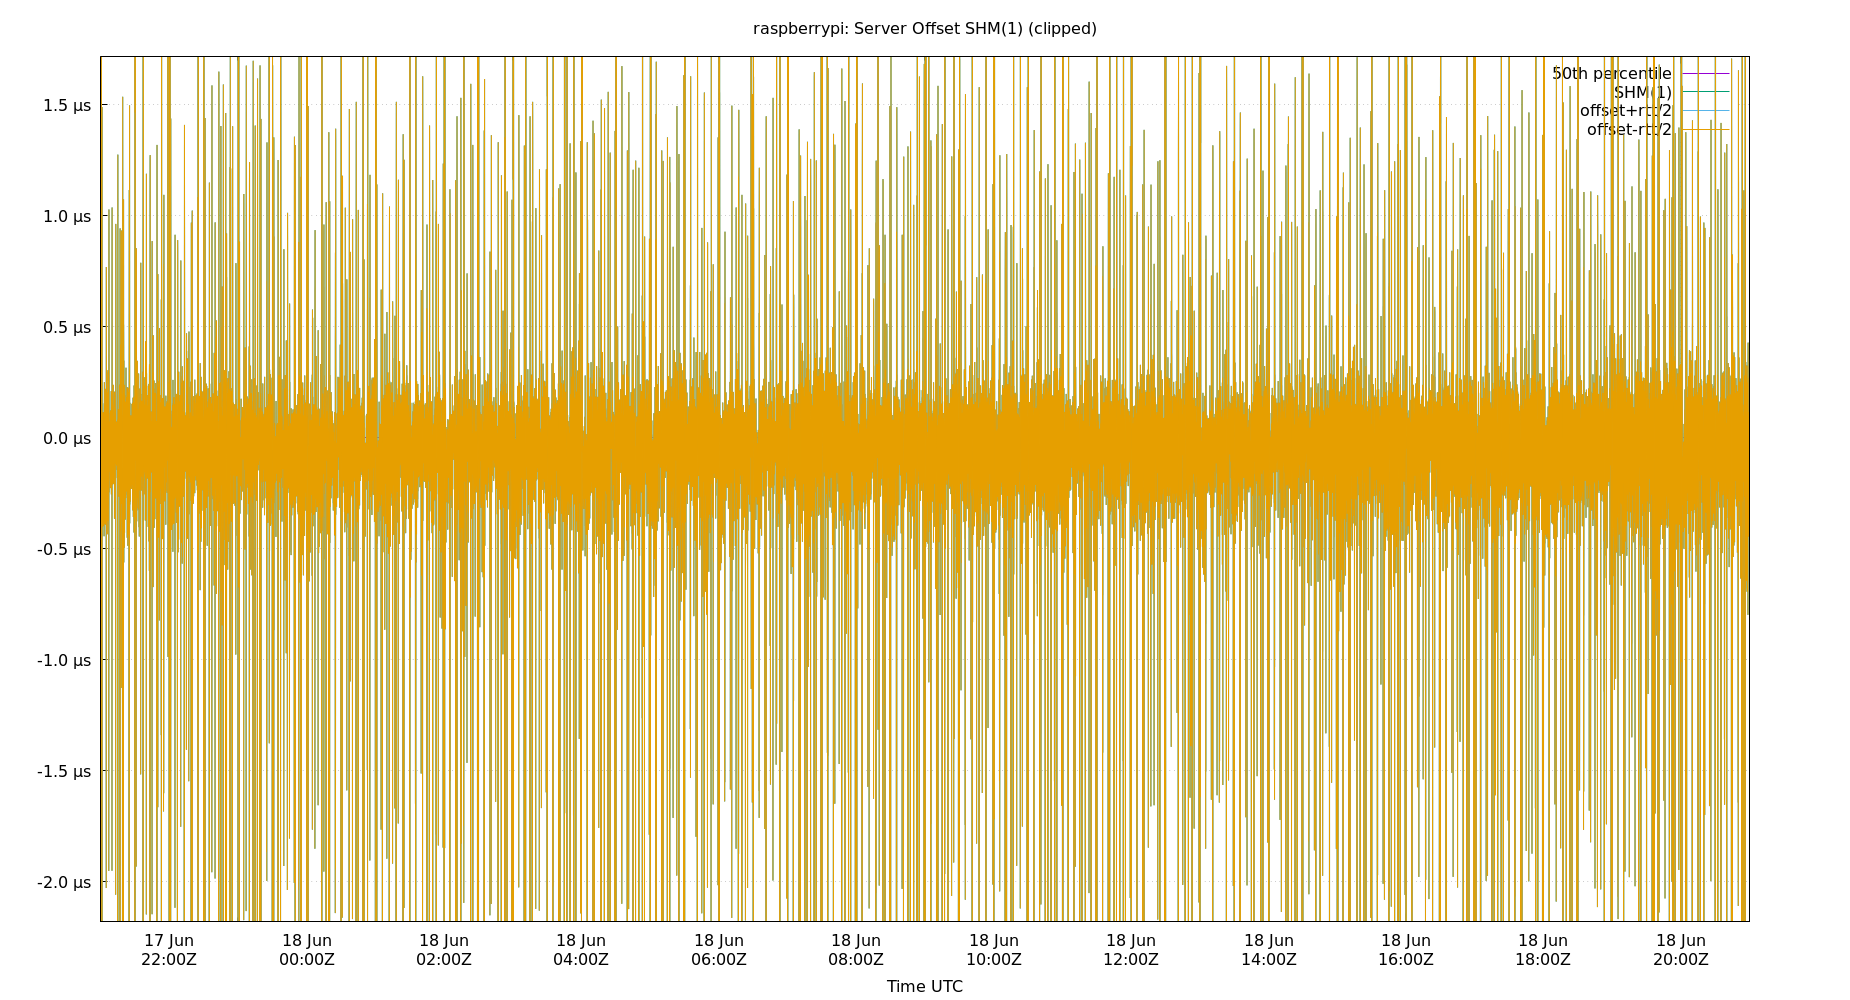 raspberrypi: Server Offset SHM(1) (clipped)
50th percentile
SHM(1)
offset+rtt/2
offset-rtt/2
1.5 µs
1.0 µs
0.5 µs
0.0 µs
-0.5 µs
-1.0 µs
-1.5 µs
-2.0 µs
17 Jun 18 Jun 18 Jun 18 Jun 18 Jun 18 Jun 18 Jun 18 Jun 18 Jun 18 Jun 18 Jun 18 Jun
22:00Z 00:00Z 02:00Z 04:00Z 06:00Z 08:00Z 10:00Z 12:00Z 14:00Z 16:00Z 18:00Z 20:00Z
Time UTC